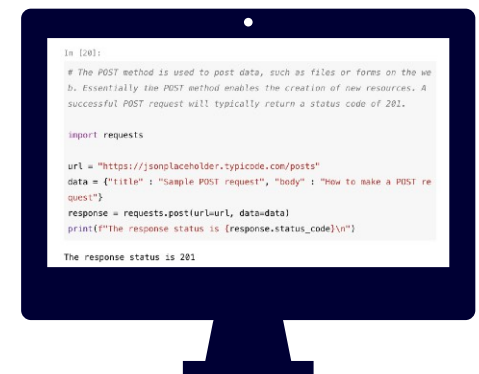 In [20]:
# The POST method is used to post data, such as files or forms on the we
b. Essentially the POST method enables the creation of new resources. A
successful POST request will typically return a status code of 201.
import requests
url = "https://jsonplaceholder.typicode.com/posts"
data = {"title" : "Sample POST request", "body" : "How to make a POST re
quest"}
response = requests.post(url=url, data=data)
print(f"The response status is {response.status_code}\n")
The response status is 201